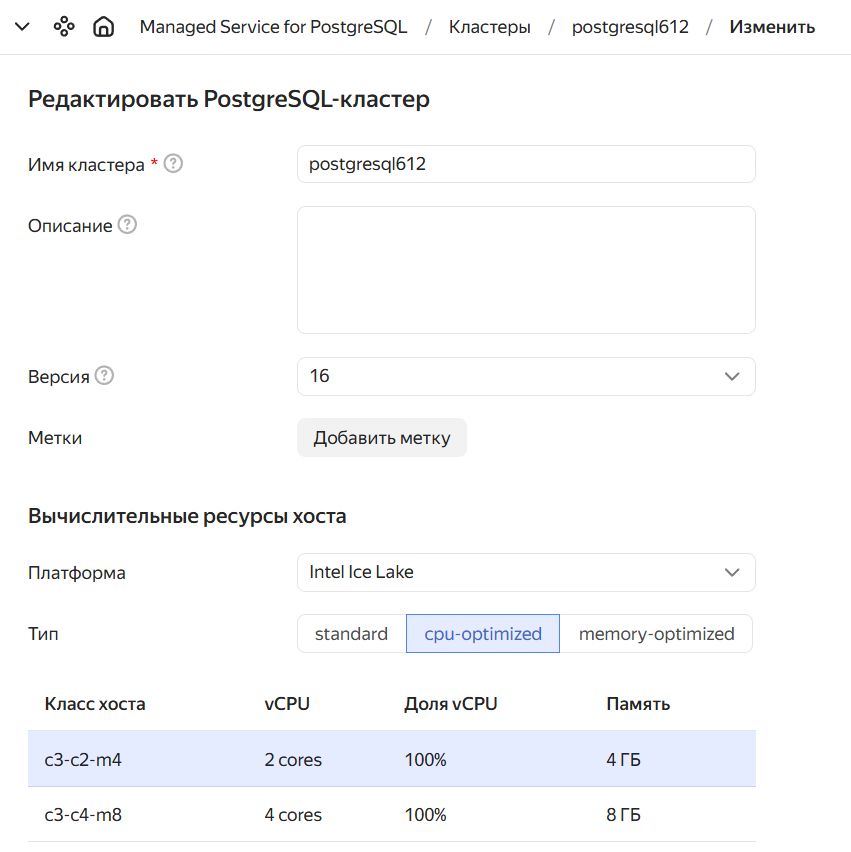 Managed Service for PostgreSQL / Кластеры / postgresql612 / Изменить
Редактировать PostgreSQL-кластер
Имя кластера * ? postgresql612
Описание ?
Версия ? 16
Метки Добавить метку
Вычислительные ресурсы хоста
Платформа Intel Ice Lake
Тип standard cpu-optimized memory-optimized
Класс хоста vCPU Доля vCPU Память
c3-c2-m4 2 cores 100% 4 ГБ
c3-c4-m8 4 cores 100% 8 ГБ